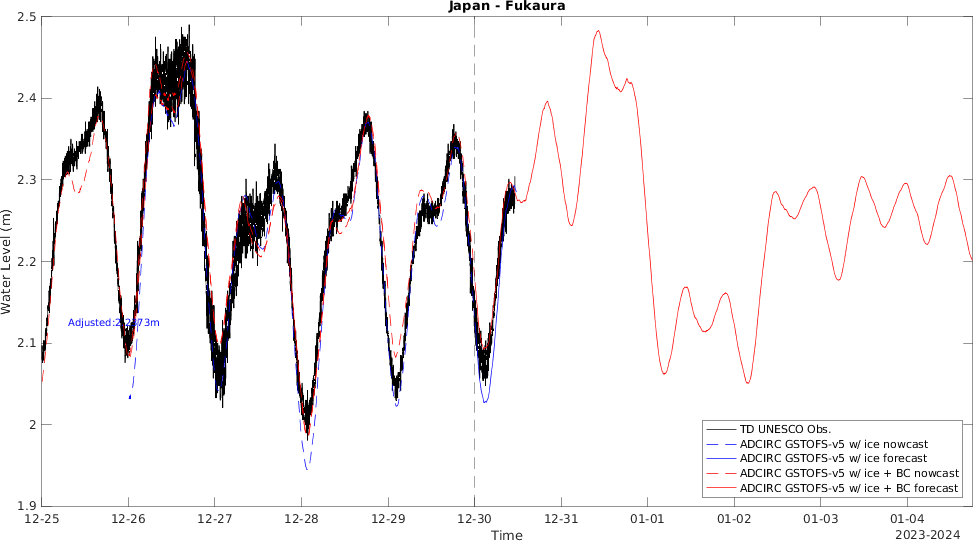 Japan - Fukaura
2.5
2.4
2.3
2.2
2.1
2
1.9
Water Level (m)
Adjusted:2.2373m
TD UNESCO Obs.
ADCIRC GSTOFS-v5 w/ ice nowcast
ADCIRC GSTOFS-v5 w/ ice forecast
ADCIRC GSTOFS-v5 w/ ice + BC nowcast
ADCIRC GSTOFS-v5 w/ ice + BC forecast
12-25 12-26 12-27 12-28 12-29 12-30 12-31 01-01 01-02 01-03 01-04
Time
2023-2024